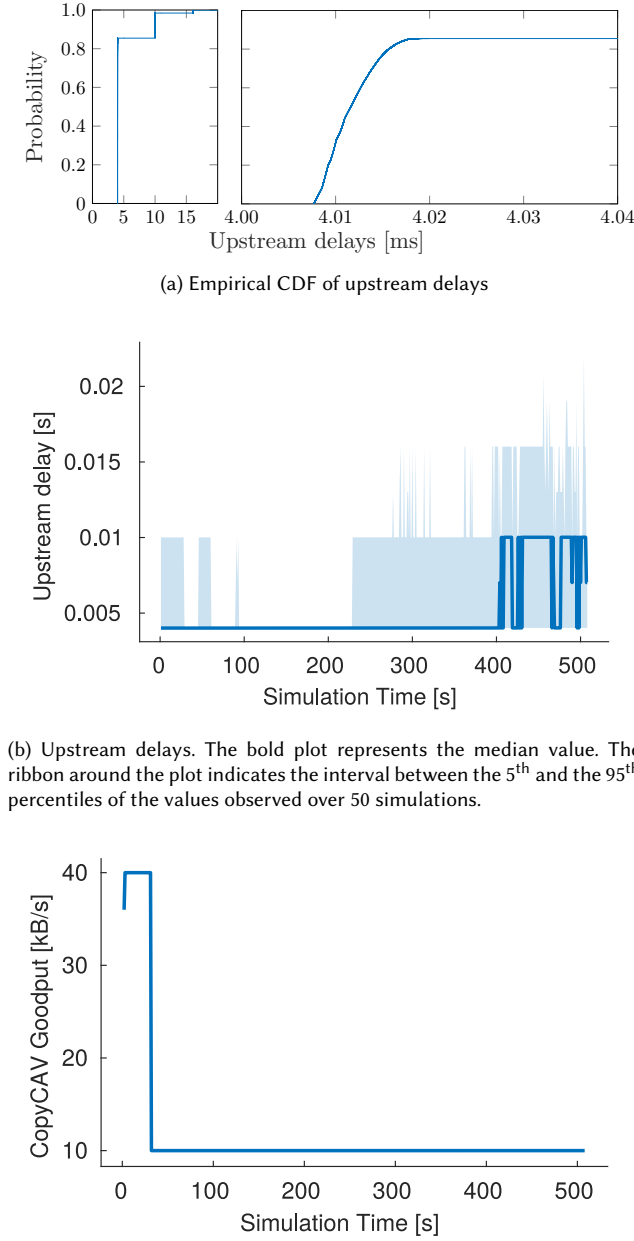 1.0
0.8
0.6
0.4
0.2
0
Probability
0 5 10 15
4.00 4.01 4.02 4.03 4.04
Upstream delays [ms]
(a) Empirical CDF of upstream delays
0.02
0.015
0.01
0.005
Upstream delay [s]
0 100 200 300 400 500
Simulation Time [s]
(b) Upstream delays. The bold plot represents the median value. The
ribbon around the plot indicates the interval between the 5th and the 95th
percentiles of the values observed over 50 simulations.
40
30
20
10
CopyCAV Goodput [kB/s]
0 100 200 300 400 500
Simulation Time [s]